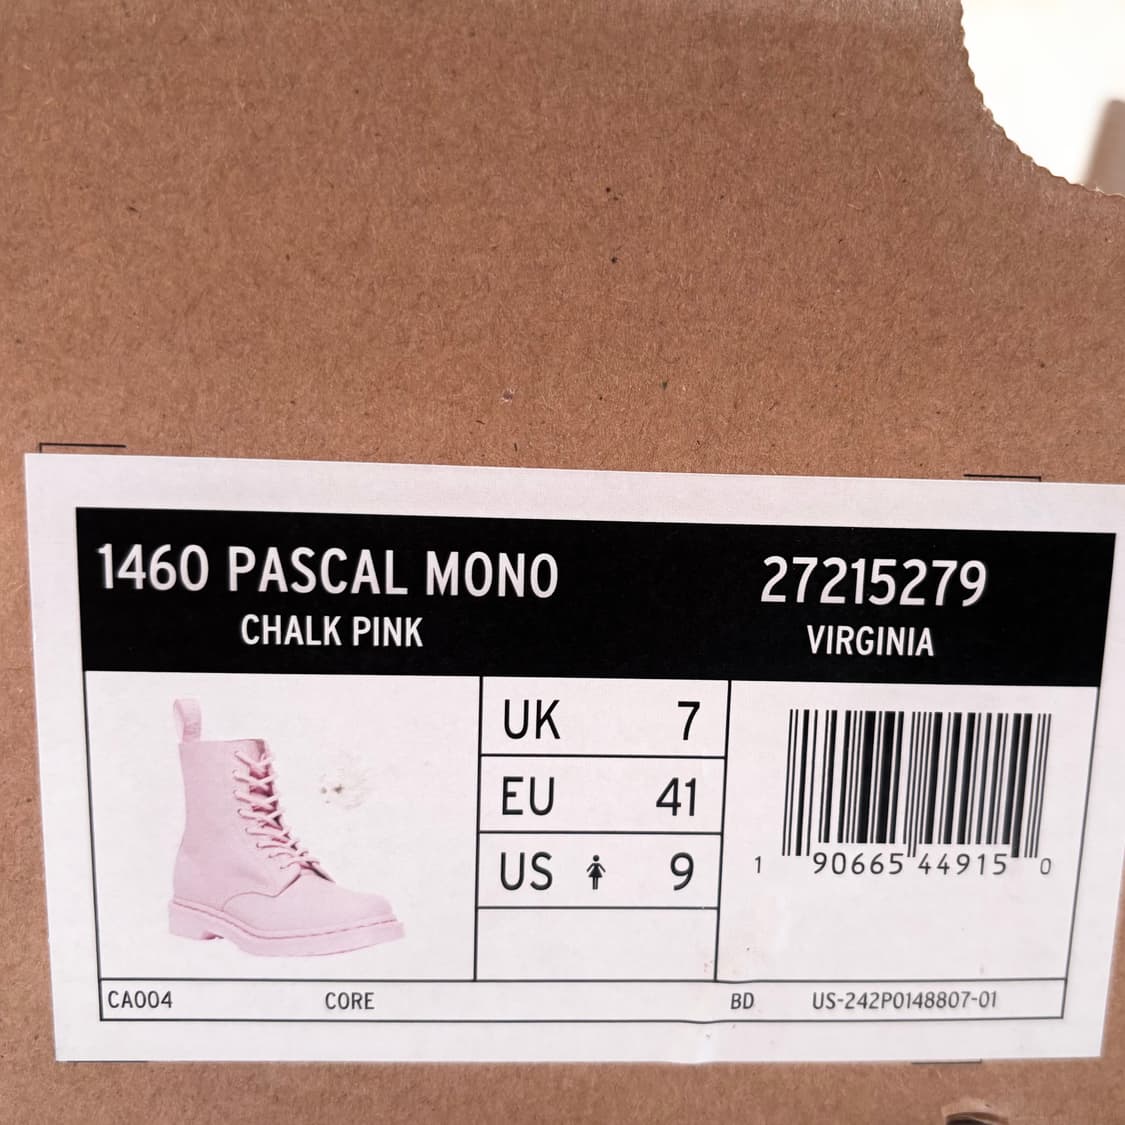 1460 PASCAL MONO
CHALK PINK
27215279
VIRGINIA
UK 7
EU 41
US 9
1 90665 44915 0
CA004 CORE BD US-242P0148807-01